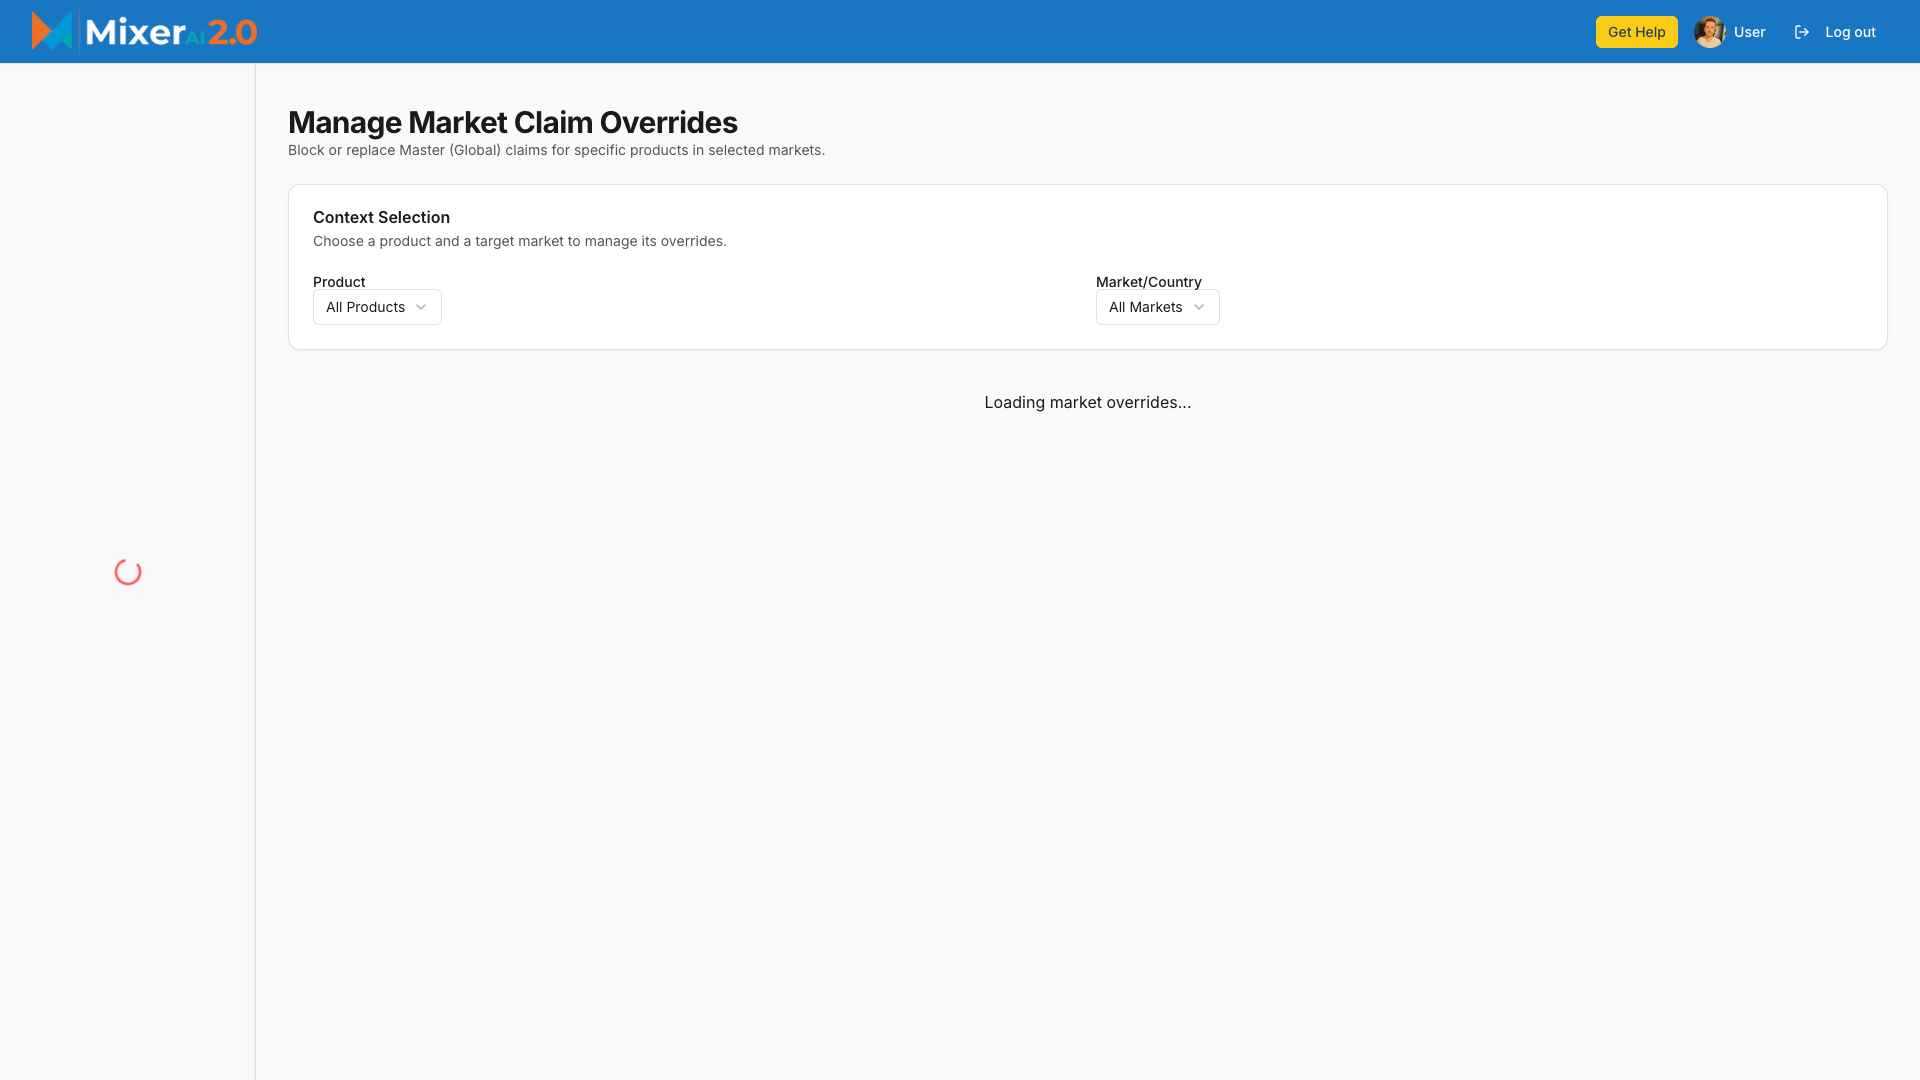 MixerAI 2.0
Get Help
User
Log out
Manage Market Claim Overrides
Block or replace Master (Global) claims for specific products in selected markets.
Context Selection
Choose a product and a target market to manage its overrides.
Product
Market/Country
All Products
All Markets
Loading market overrides...